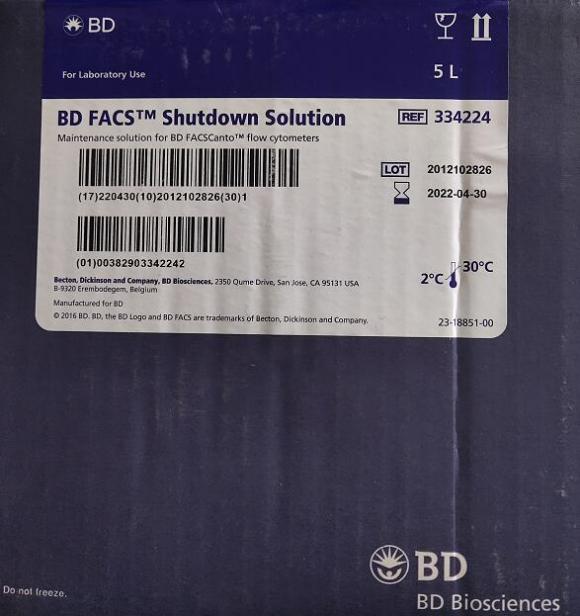 BD
For Laboratory Use
5 L
BD FACS™ Shutdown Solution
REF 334224
Maintenance solution for BD FACSCanto™ flow cytometers
(17)220430(10)2012102826(30)1
LOT 2012102826
2022-04-30
(01)00382903342242
2°C 30°C
Becton, Dickinson and Company, BD Biosciences, 2350 Qume Drive, San Jose, CA 95131 USA
B-9320 Erembodegem, Belgium
Manufactured for BD
© 2016 BD. BD, the BD Logo and BD FACS are trademarks of Becton, Dickinson and Company.
23-18851-00
Do not freeze.
BD
BD Biosciences